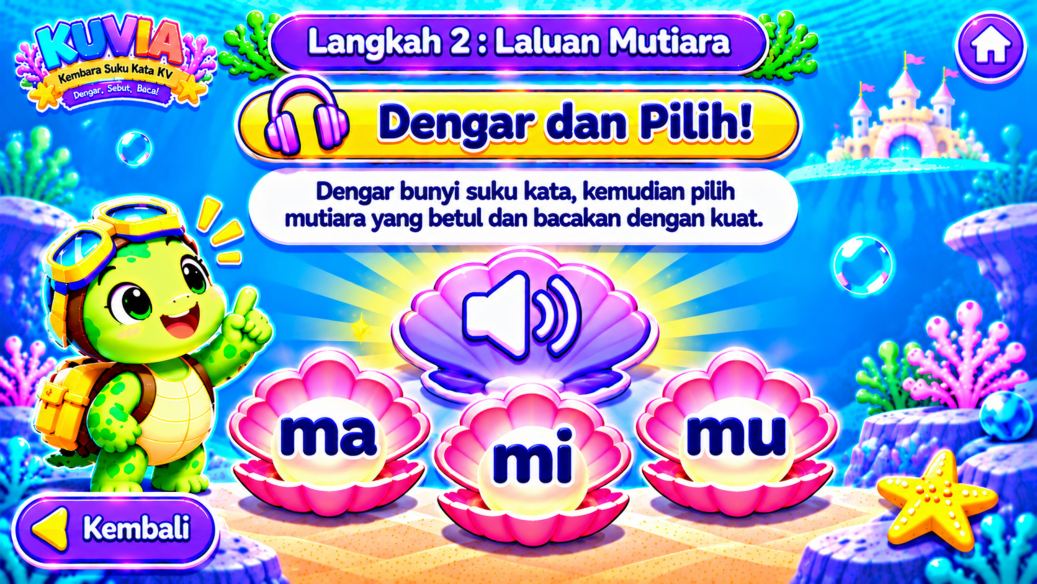 KUVIA
Kembara Suku Kata KV
Dengar, Sebut, Baca!
Langkah 2 : Laluan Mutiara
Dengar dan Pilih!
Dengar bunyi suku kata, kemudian pilih
mutiara yang betul dan bacakan dengan kuat.
ma
mi
mu
Kembali